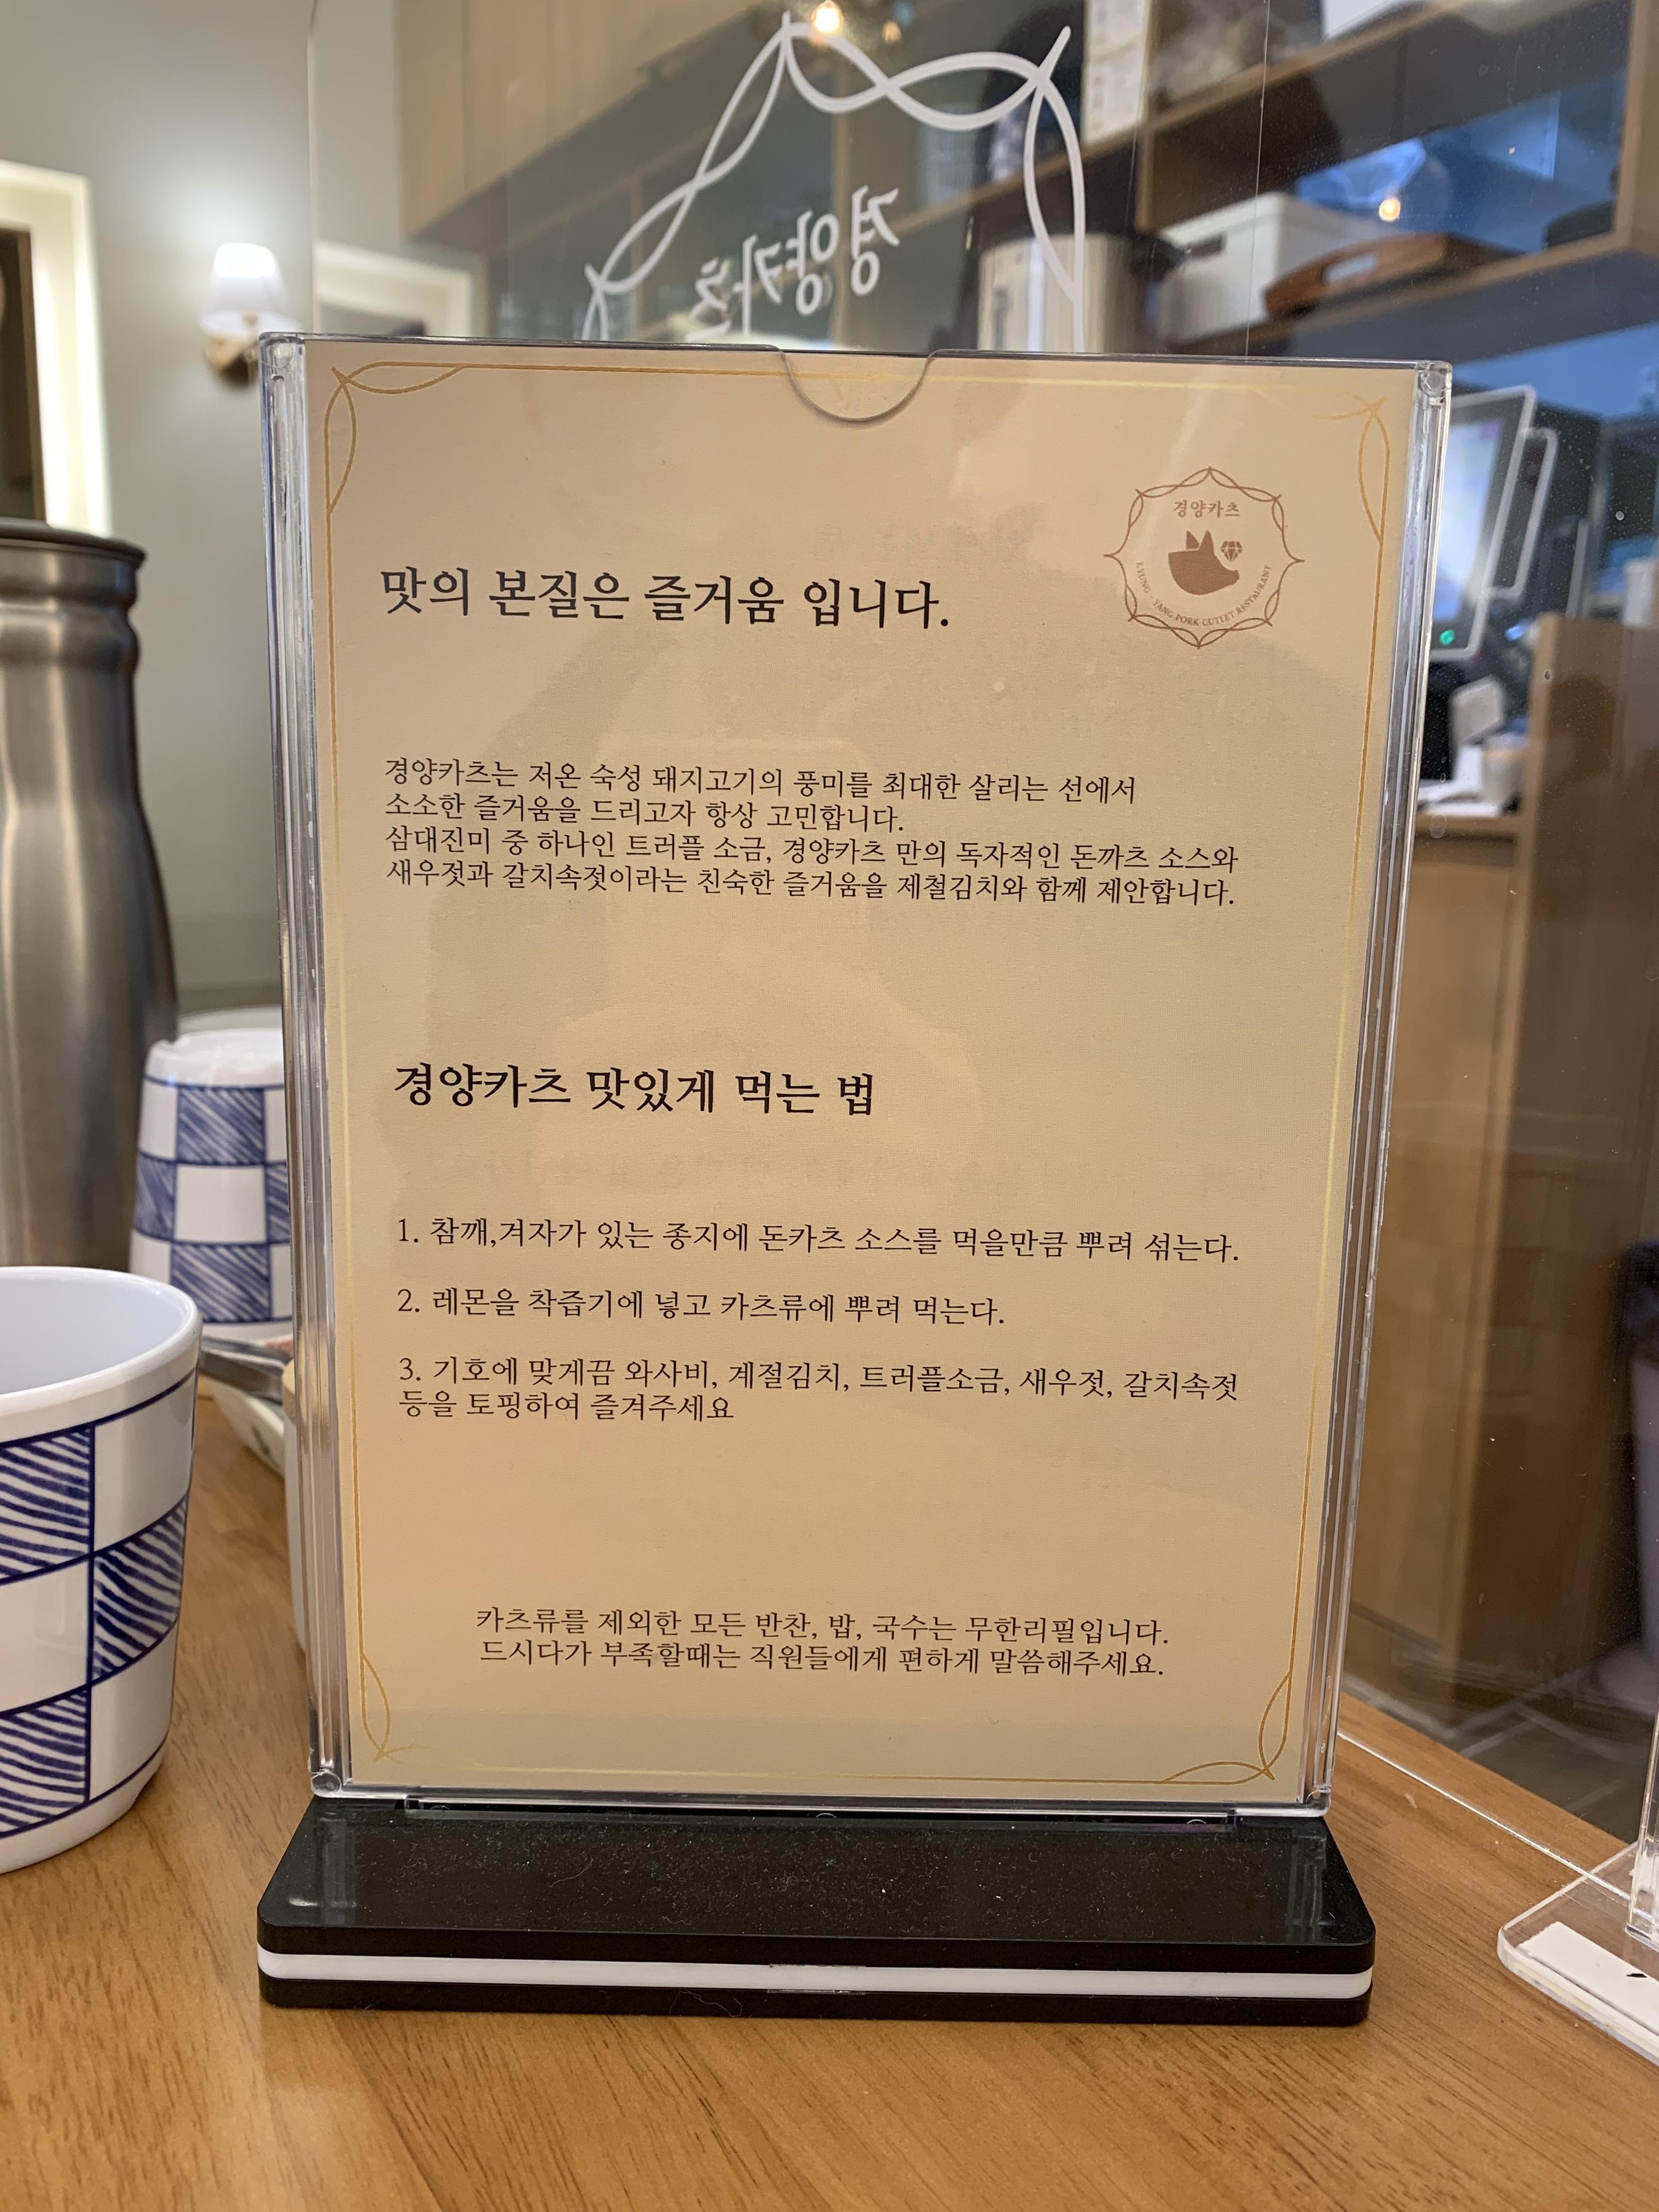 경양카츠
경양카츠
KYUNG - YANG PORK CUTLET RESTAURANT
맛의 본질은 즐거움 입니다.
경양카츠는 저온 숙성 돼지고기의 풍미를 최대한 살리는 선에서
소소한 즐거움을 드리고자 항상 고민합니다.
삼대진미 중 하나인 트러플 소금, 경양카츠 만의 독자적인 돈까츠 소스와
새우젓과 갈치속젓이라는 친숙한 즐거움을 제철김치와 함께 제안합니다.
경양카츠 맛있게 먹는 법
1. 참깨,겨자가 있는 종지에 돈카츠 소스를 먹을만큼 뿌려 섞는다.
2. 레몬을 착즙기에 넣고 카츠류에 뿌려 먹는다.
3. 기호에 맞게끔 와사비, 계절김치, 트러플소금, 새우젓, 갈치속젓
등을 토핑하여 즐겨주세요
카츠류를 제외한 모든 반찬, 밥, 국수는 무한리필입니다.
드시다가 부족할때는 직원들에게 편하게 말씀해주세요.